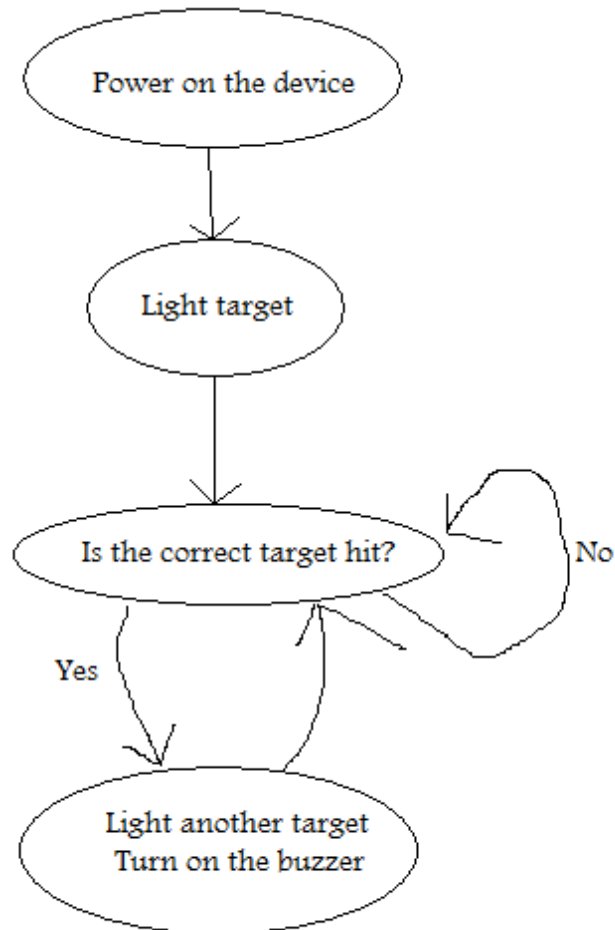 Power on the device
Light target
Is the correct target hit?
No
Yes
Light another target
Turn on the buzzer